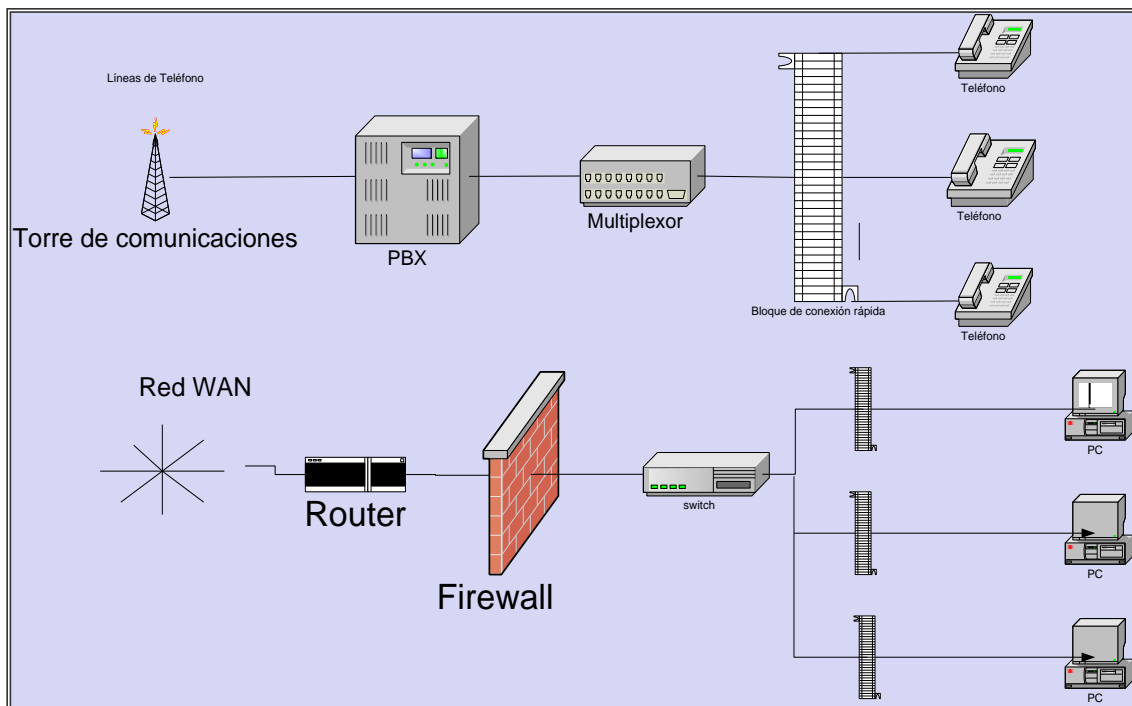 Líneas de Teléfono
Teléfono
Torre de comunicaciones
PBX
Multiplexor
Teléfono
Bloque de conexión rápida
Teléfono
Red WAN
Router
Firewall
switch
PC
PC
PC